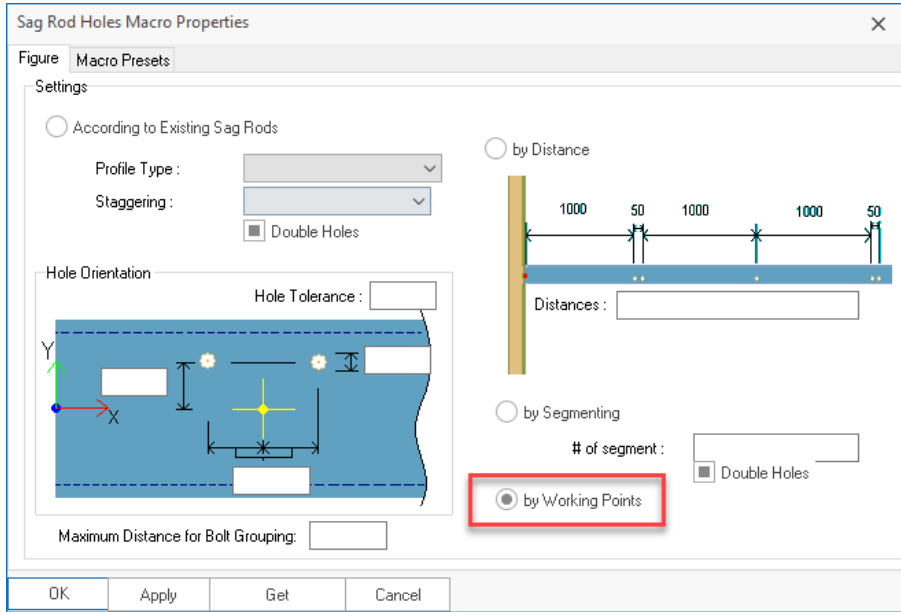 Sag Rod Holes Macro Properties
Figure
Macro Presets
Settings
According to Existing Sag Rods
Profile Type :
Staggering :
Double Holes
Hole Orientation
Hole Tolerance :
Y
X
Maximum Distance for Bolt Grouping:
by Distance
1000 50 1000 1000 50
Distances :
by Segmenting
# of segment :
Double Holes
by Working Points
OK Apply Get Cancel